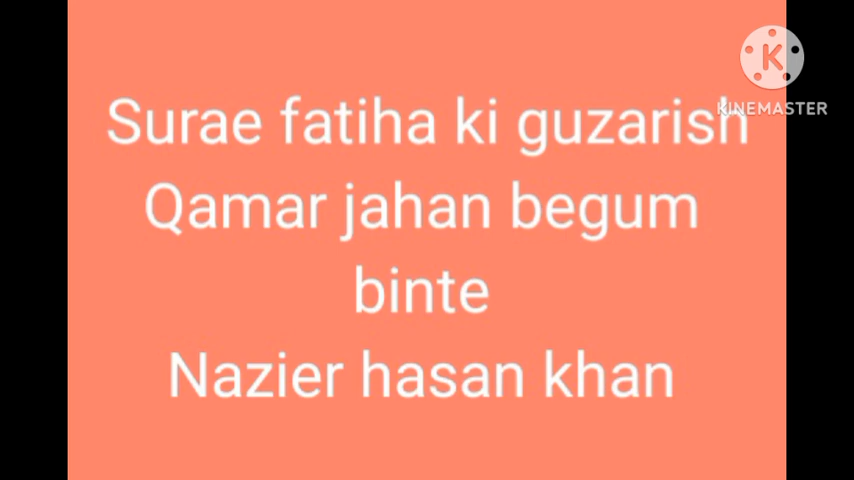 Surae fatiha ki guzarish
KINEMASTER
Qamar jahan begum
binte
Nazier hasan khan